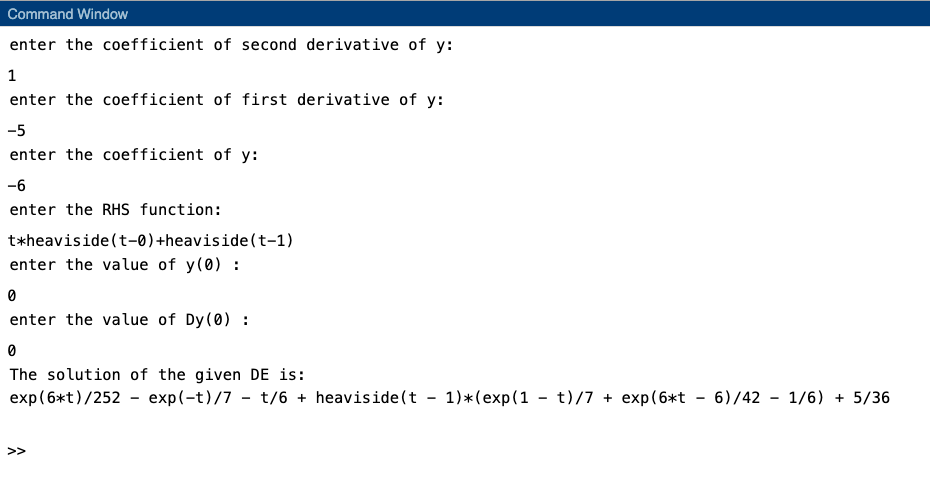 Command Window
enter the coefficient of second derivative of y:
1
enter the coefficient of first derivative of y:
-5
enter the coefficient of y:
-6
enter the RHS function:
t*heaviside(t-0)+heaviside(t-1)
enter the value of y(0) :
0
enter the value of Dy(0) :
0
The solution of the given DE is:
exp(6*t)/252 - exp(-t)/7 - t/6 + heaviside(t - 1)*(exp(1 - t)/7 + exp(6*t - 6)/42 - 1/6) + 5/36
>>